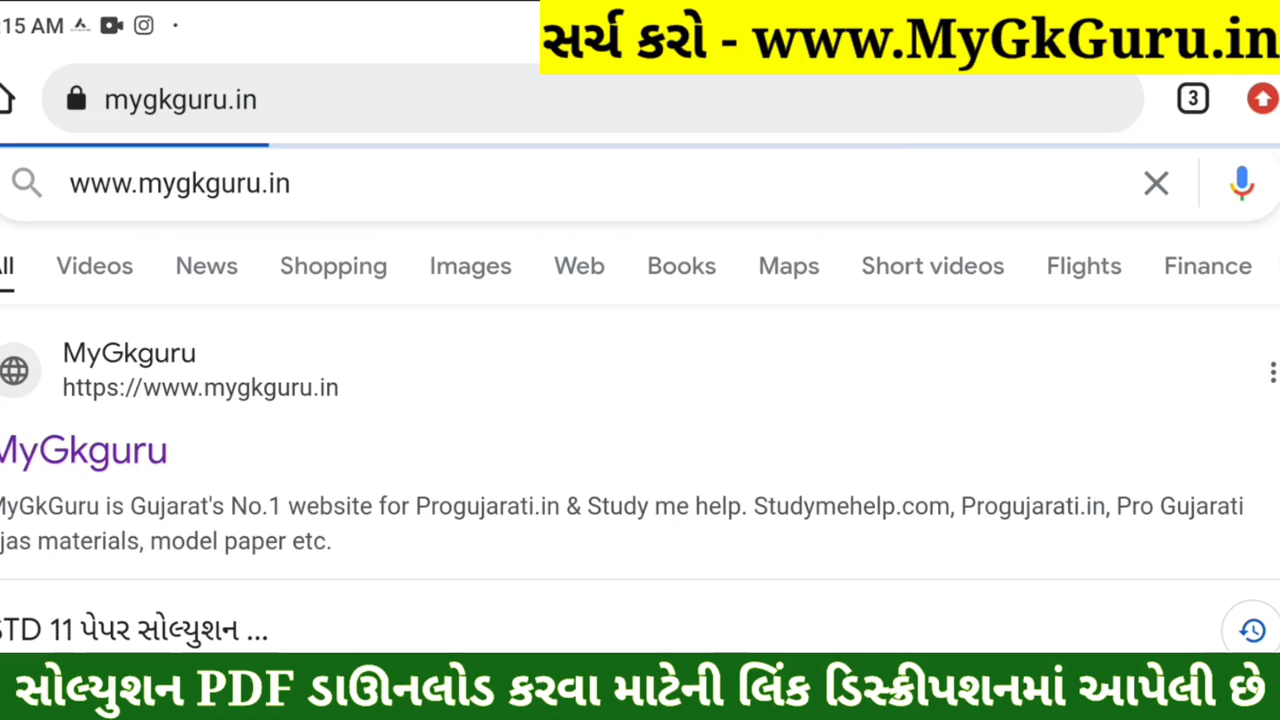 :15 AM
સર્ચ કરો - www.MyGkGuru.in
mygkguru.in
3
www.mygkguru.in
All Videos News Shopping Images Web Books Maps Short videos Flights Finance
MyGkguru
https://www.mygkguru.in
MyGkguru
MyGkGuru is Gujarat's No.1 website for Progujarati.in & Study me help. Studymehelp.com, Progujarati.in, Pro Gujarati
jas materials, model paper etc.
STD 11 પેપર સોલ્યુશન ...
સોલ્યુશન PDF ડાઊનલોડ કરવા માટેની લિંક ડિસ્ક્રીપશનમાં આપેલી છે